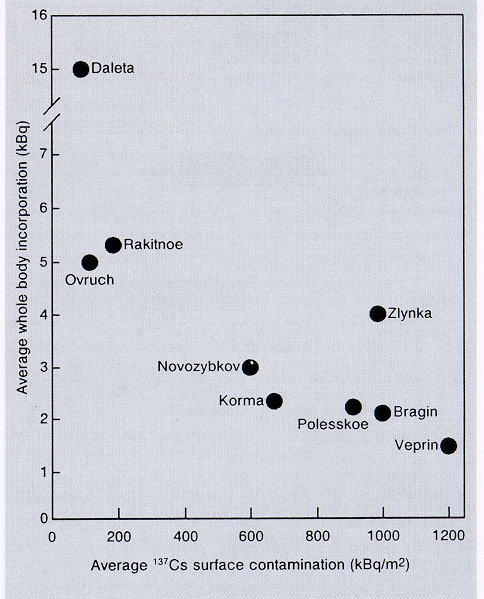 16
15
Daleta
7
6
Rakitnoe
5
Ovruch
4
Zlynka
3
Novozybkov
Korma
2
Polesskoe
Bragin
Veprin
1
0
0 200 400 600 800 1000 1200
Average ¹³⁷Cs surface contamination (kBq/m²)
Average whole body incorporation (kBq)